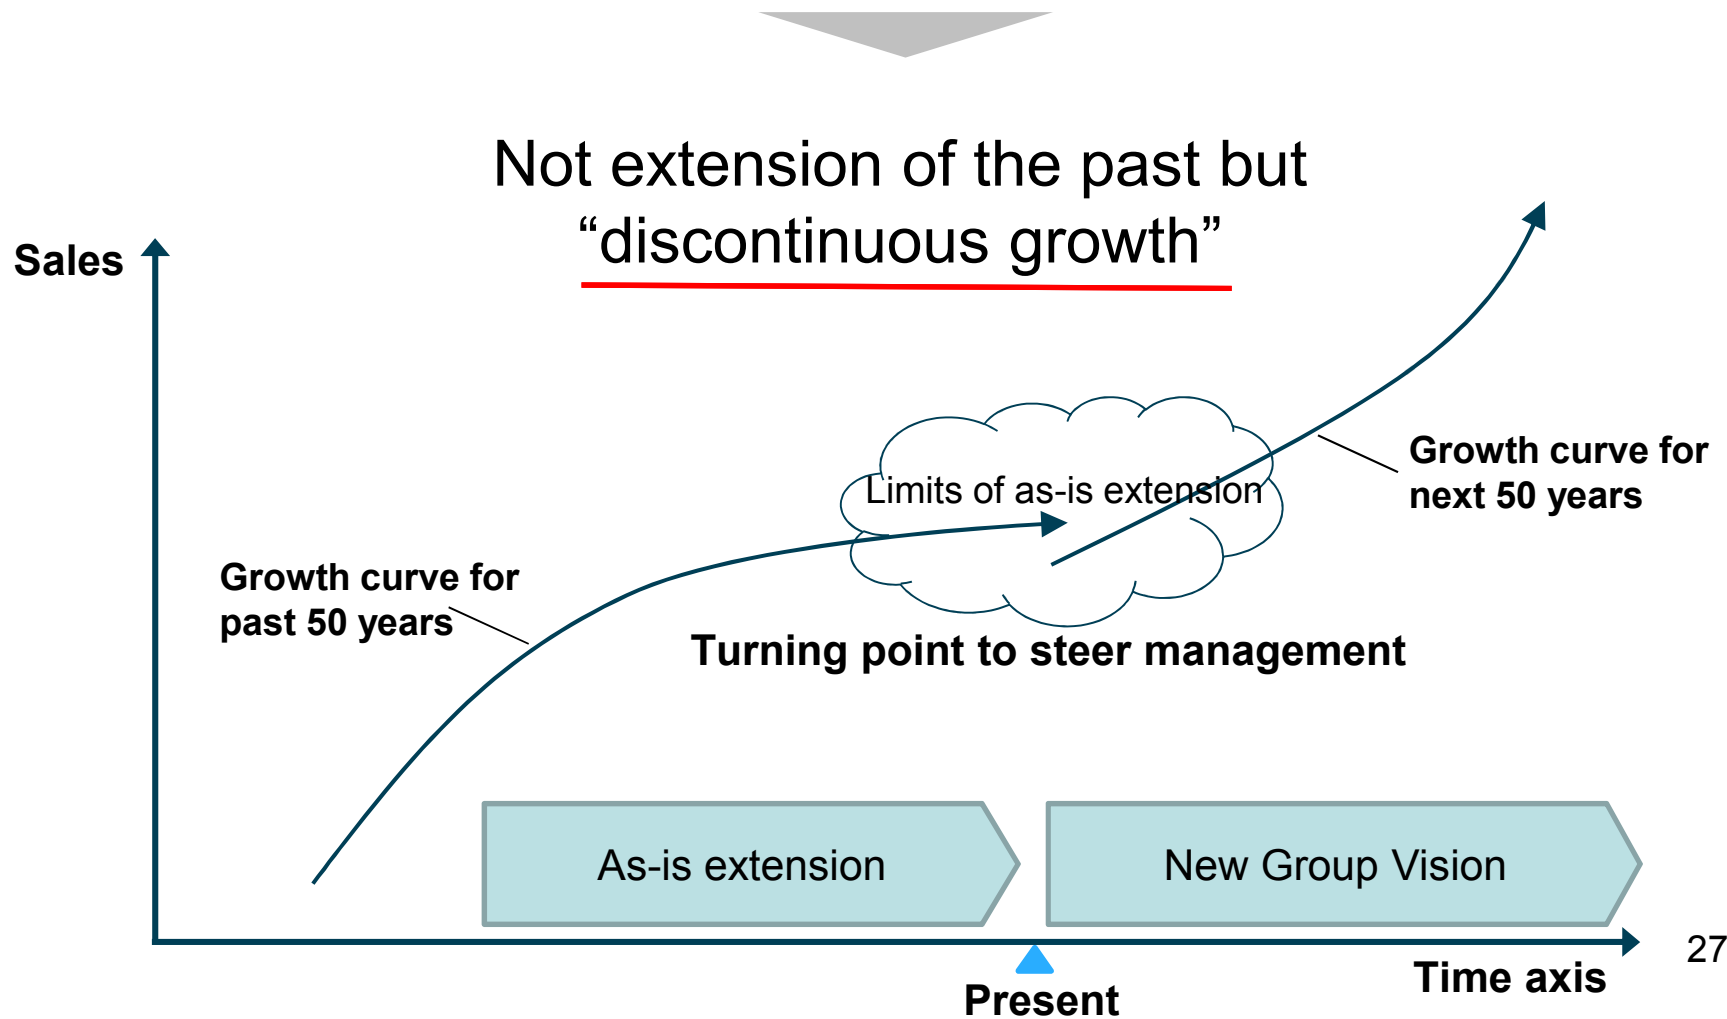 Not extension of the past but
“discontinuous growth”
Sales
Limits of as-is extension
Growth curve for
next 50 years
Growth curve for
past 50 years
Turning point to steer management
As-is extension
New Group Vision
27
Time axis
Present